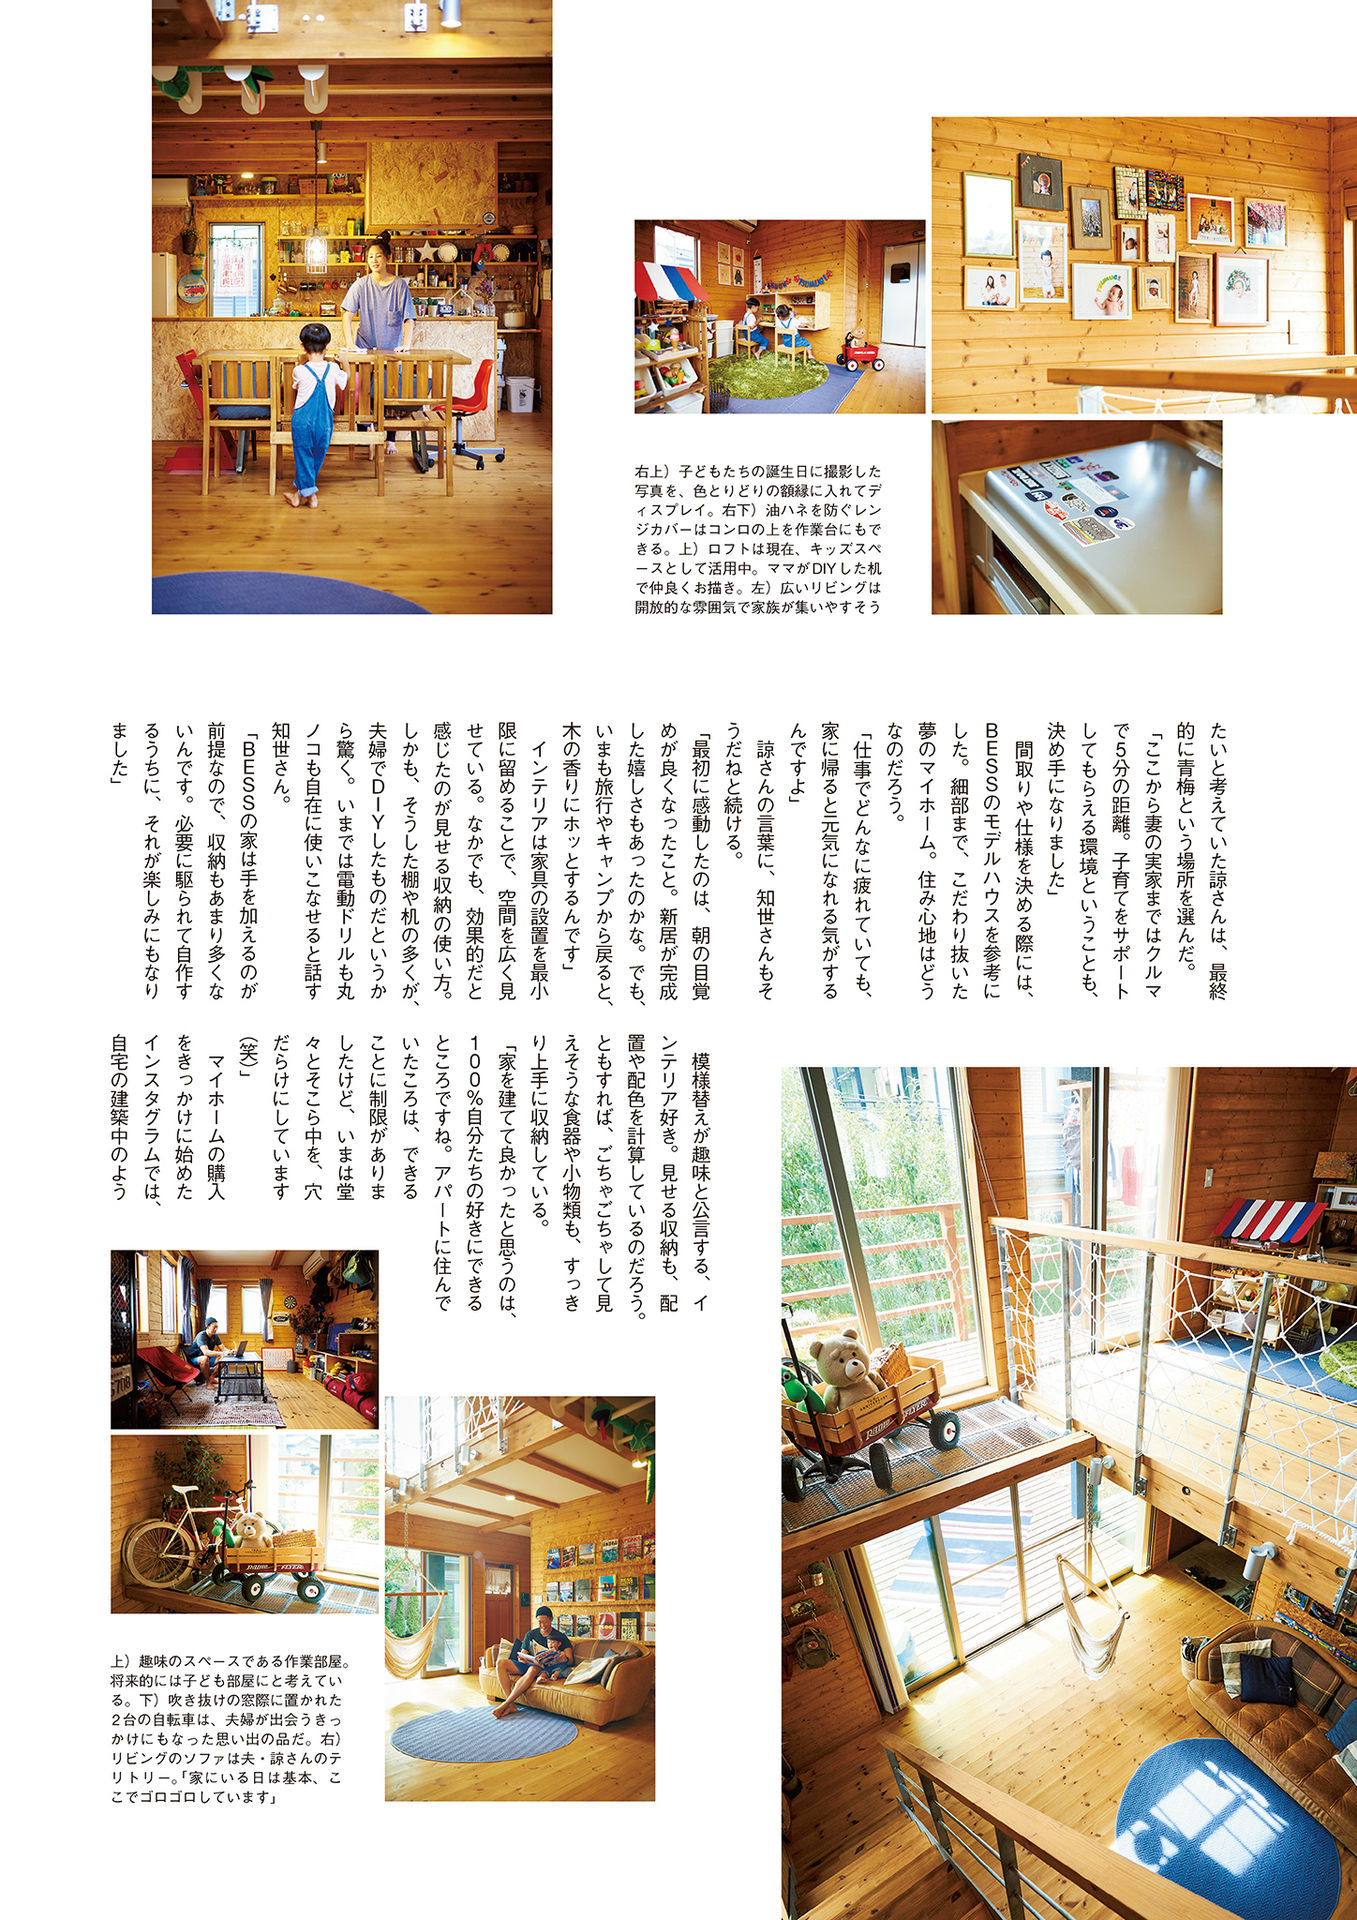 右上）子どもたちの誕生日に撮影した
写真を、色とりどりの額縁に入れてデ
ィスプレイ。右下）油ハネを防ぐレン
ジカバーはコンロの上を作業台にもで
きる。上）ロフトは現在、キッズスペ
ースとして活用中。ママがDIYした机
で仲良くお描き。左）広いリビングは
開放的な雰囲気で家族が集いやすそう
たいと考えていた諒さんは、最終
的に青梅という場所を選んだ。
「ここから妻の実家まではクルマ
で5分の距離。子育てをサポート
してもらえる環境ということも、
決め手になりました」
間取りや仕様を決める際には、
BESSのモデルハウスを参考に
した。細部まで、こだわり抜いた
夢のマイホーム。住み心地はどう
なのだろう。
「仕事でどんなに疲れていても、
家に帰ると元気になれる気がする
んですよ」
諒さんの言葉に、知世さんもそ
うだねと続ける。
「最初に感動したのは、朝の目覚
めが良くなったこと。新居が完成
した嬉しさもあったのかな。でも、
いまも旅行やキャンプから戻ると、
木の香りにホッとするんです」
インテリアは家具の設置を最小
限に留めることで、空間を広く見
せている。なかでも、効果的だと
感じたのが見せる収納の使い方。
しかも、そうした棚や机の多くが、
夫婦でDIYしたものだというか
ら驚く。いまでは電動ドリルも丸
ノコも自在に使いこなせると話す
知世さん。
「BESSの家は手を加えるのが
前提なので、収納もあまり多くな
いんです。必要に駆られて自作す
るうちに、それが楽しみにもなり
ました」
模様替えが趣味と公言する、イ
ンテリア好き。見せる収納も、配
置や配色を計算しているのだろう。
ともすれば、ごちゃごちゃして見
えそうな食器や小物類も、すっき
り上手に収納している。
「家を建てて良かったと思うのは、
100%自分たちの好きにできる
ところですね。アパートに住んで
いたころは、できる
ことに制限がありま
したけど、いまは堂
々とそこら中を、穴
だらけにしています
（笑）」
マイホームの購入
をきっかけに始めた
インスタグラムでは、
自宅の建築中のよう
RADIO FLYER
RADIO FLYER
上）趣味のスペースである作業部屋。
将来的には子ども部屋にと考えてい
る。下）吹き抜けの窓際に置かれた
2台の自転車は、夫婦が出会うきっ
かけにもなった思い出の品だ。右）
リビングのソファは夫・諒さんのテ
リトリー。「家にいる日は基本、こ
こでゴロゴロしています」